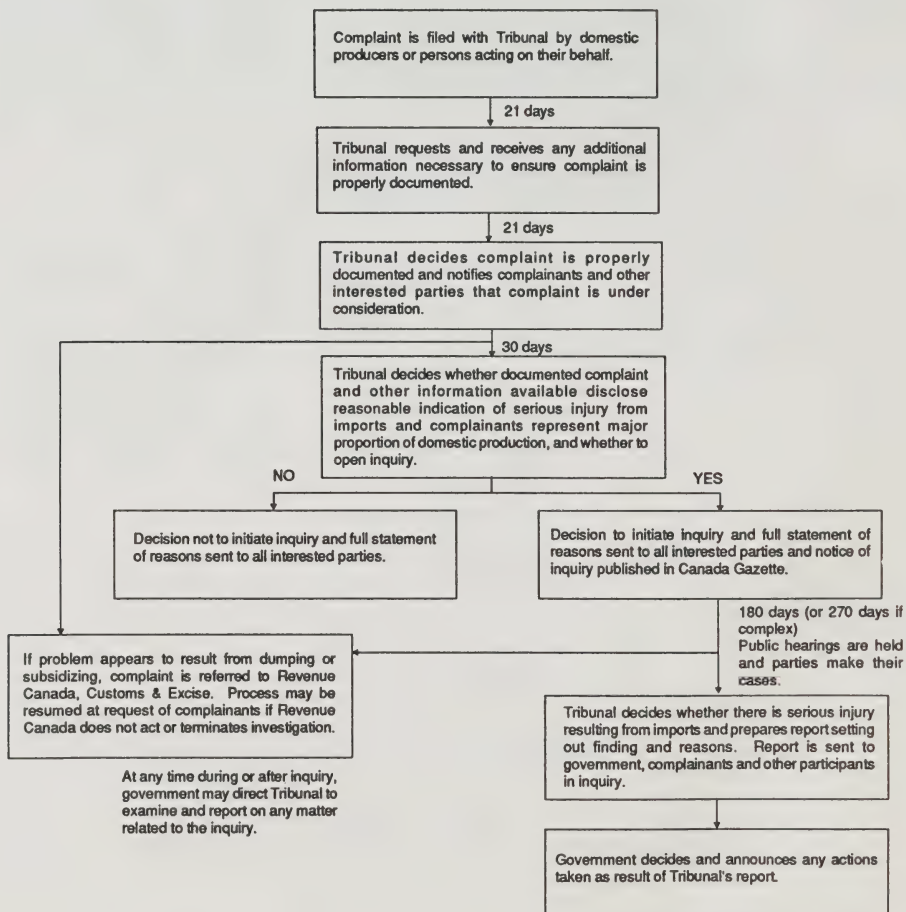 Complaint is filed with Tribunal by domestic
producers or persons acting on their behalf.
21 days
Tribunal requests and receives any additional
information necessary to ensure complaint is
properly documented.
21 days
Tribunal decides complaint is properly
documented and notifies complainants and other
interested parties that complaint is under
consideration.
30 days
Tribunal decides whether documented complaint
and other information available disclose
reasonable indication of serious injury from
imports and complainants represent major
proportion of domestic production, and whether to
open inquiry.
NO
YES
Decision not to initiate inquiry and full statement
of reasons sent to all interested parties.
Decision to initiate inquiry and full statement of
reasons sent to all interested parties and notice of
inquiry published in Canada Gazette.
180 days (or 270 days if
complex)
Public hearings are held
and parties make their
cases.
If problem appears to result from dumping or
subsidizing, complaint is referred to Revenue
Canada, Customs & Excise. Process may be
resumed at request of complainants if Revenue
Canada does not act or terminates investigation.
At any time during or after inquiry,
government may direct Tribunal to
examine and report on any matter
related to the inquiry.
Tribunal decides whether there is serious injury
resulting from imports and prepares report setting
out finding and reasons. Report is sent to
government, complainants and other participants
in inquiry.
Government decides and announces any actions
taken as result of Tribunal's report.